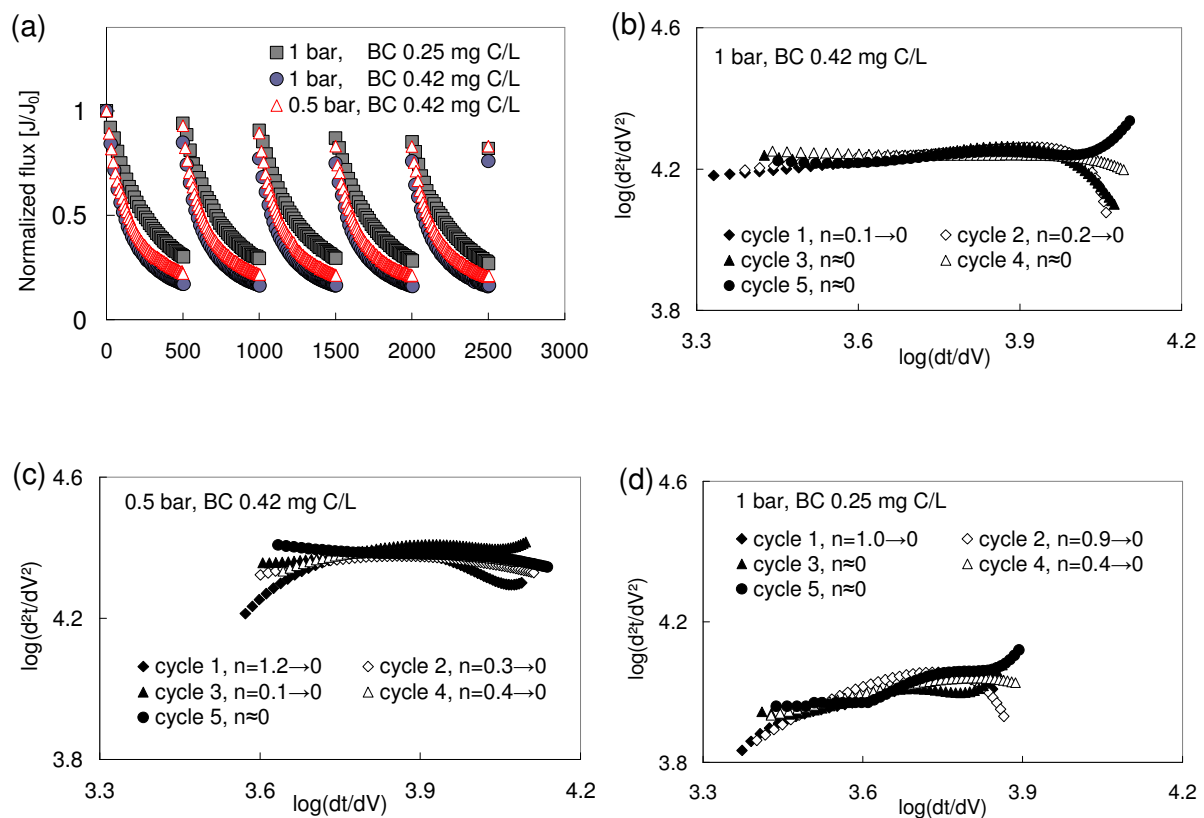 (a)
1 bar, BC 0.25 mg C/L
1 bar, BC 0.42 mg C/L
0.5 bar, BC 0.42 mg C/L
Normalized flux [J/J₀]
1
0.5
0
0 500 1000 1500 2000 2500 3000
(b)
1 bar, BC 0.42 mg C/L
log(d²t/dV²)
4.6
4.2
3.8
cycle 1, n=0.1→0 cycle 2, n=0.2→0
cycle 3, n≈0 cycle 4, n≈0
cycle 5, n≈0
3.3 3.6 3.9 4.2
log(dt/dV)
(c)
0.5 bar, BC 0.42 mg C/L
log(d²t/dV²)
4.6
4.2
3.8
cycle 1, n=1.2→0 cycle 2, n=0.3→0
cycle 3, n=0.1→0 cycle 4, n=0.4→0
cycle 5, n≈0
3.3 3.6 3.9 4.2
log(dt/dV)
(d)
1 bar, BC 0.25 mg C/L
cycle 1, n=1.0→0 cycle 2, n=0.9→0
cycle 3, n≈0 cycle 4, n=0.4→0
cycle 5, n≈0
log(d²t/dV²)
4.6
4.2
3.8
3.3 3.6 3.9 4.2
log(dt/dV)